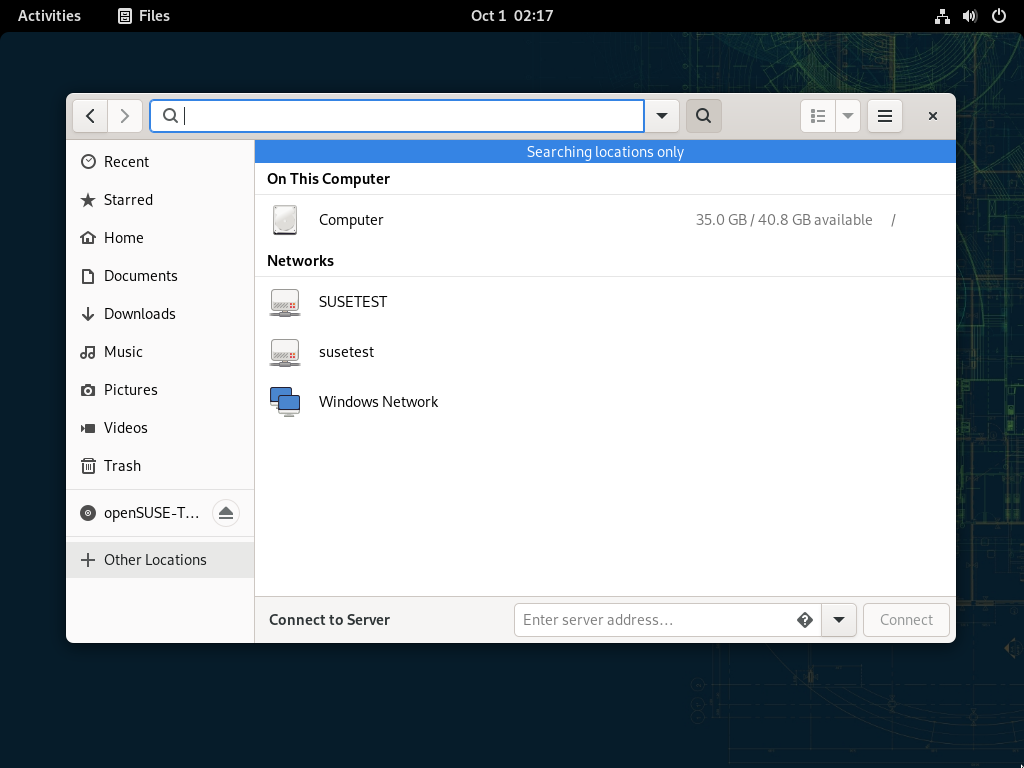 Activities
Files
Oct 1 02:17
Searching locations only
Recent
Starred
Home
Documents
Downloads
Music
Pictures
Videos
Trash
openSUSE-T…
Other Locations
On This Computer
Computer 35.0 GB / 40.8 GB available /
Networks
SUSETEST
susetest
Windows Network
Connect to Server
Enter server address…
Connect